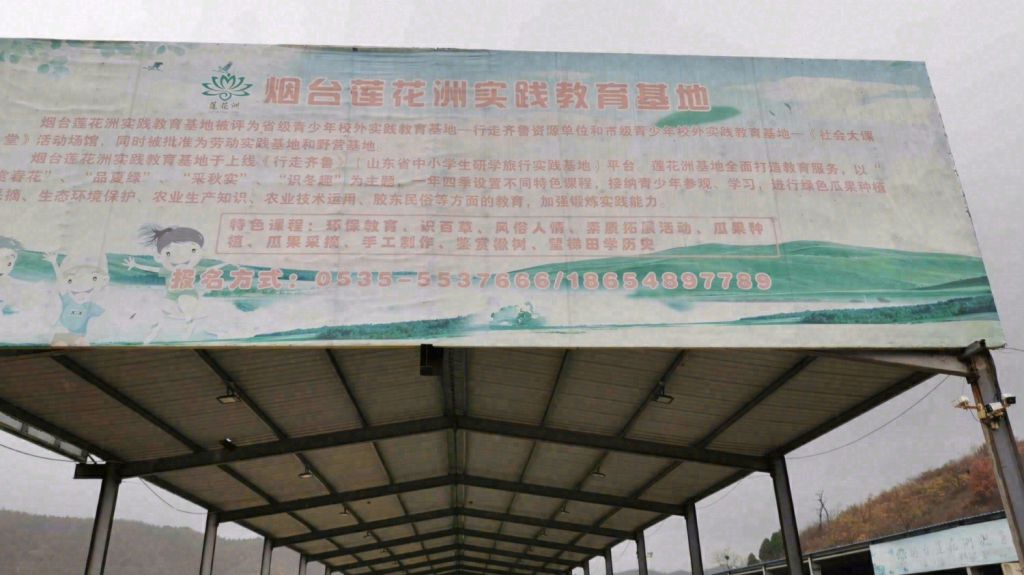 莲花洲
烟台莲花洲实践教育基地
烟台莲花洲实践教育基地被评为省级青少年校外实践教育基地—行走齐鲁资源单位和市级青少年校外实践教育基地—《社会大课
堂》活动场馆，同时被批准为劳动实践基地和野营基地。
烟台莲花洲实践教育基地于上线《行走齐鲁》（山东省中小学生研学旅行实践基地）平台。莲花洲基地全面打造教育服务，以“
赏春花”、“品夏绿”、“采秋实”、“识冬趣”为主题，一年四季设置不同特色课程，接纳青少年参观、学习，进行绿色瓜果种植
采摘、生态环境保护、农业生产知识、农业技术运用、胶东民俗等方面的教育，加强锻炼实践能力。
特色课程：环保教育、识百草、风俗人情、素质拓展活动、瓜果种
植、瓜果采摘、手工制作、鉴赏微树、望梯田学历史
报名方式：0535-5537666/18654897789